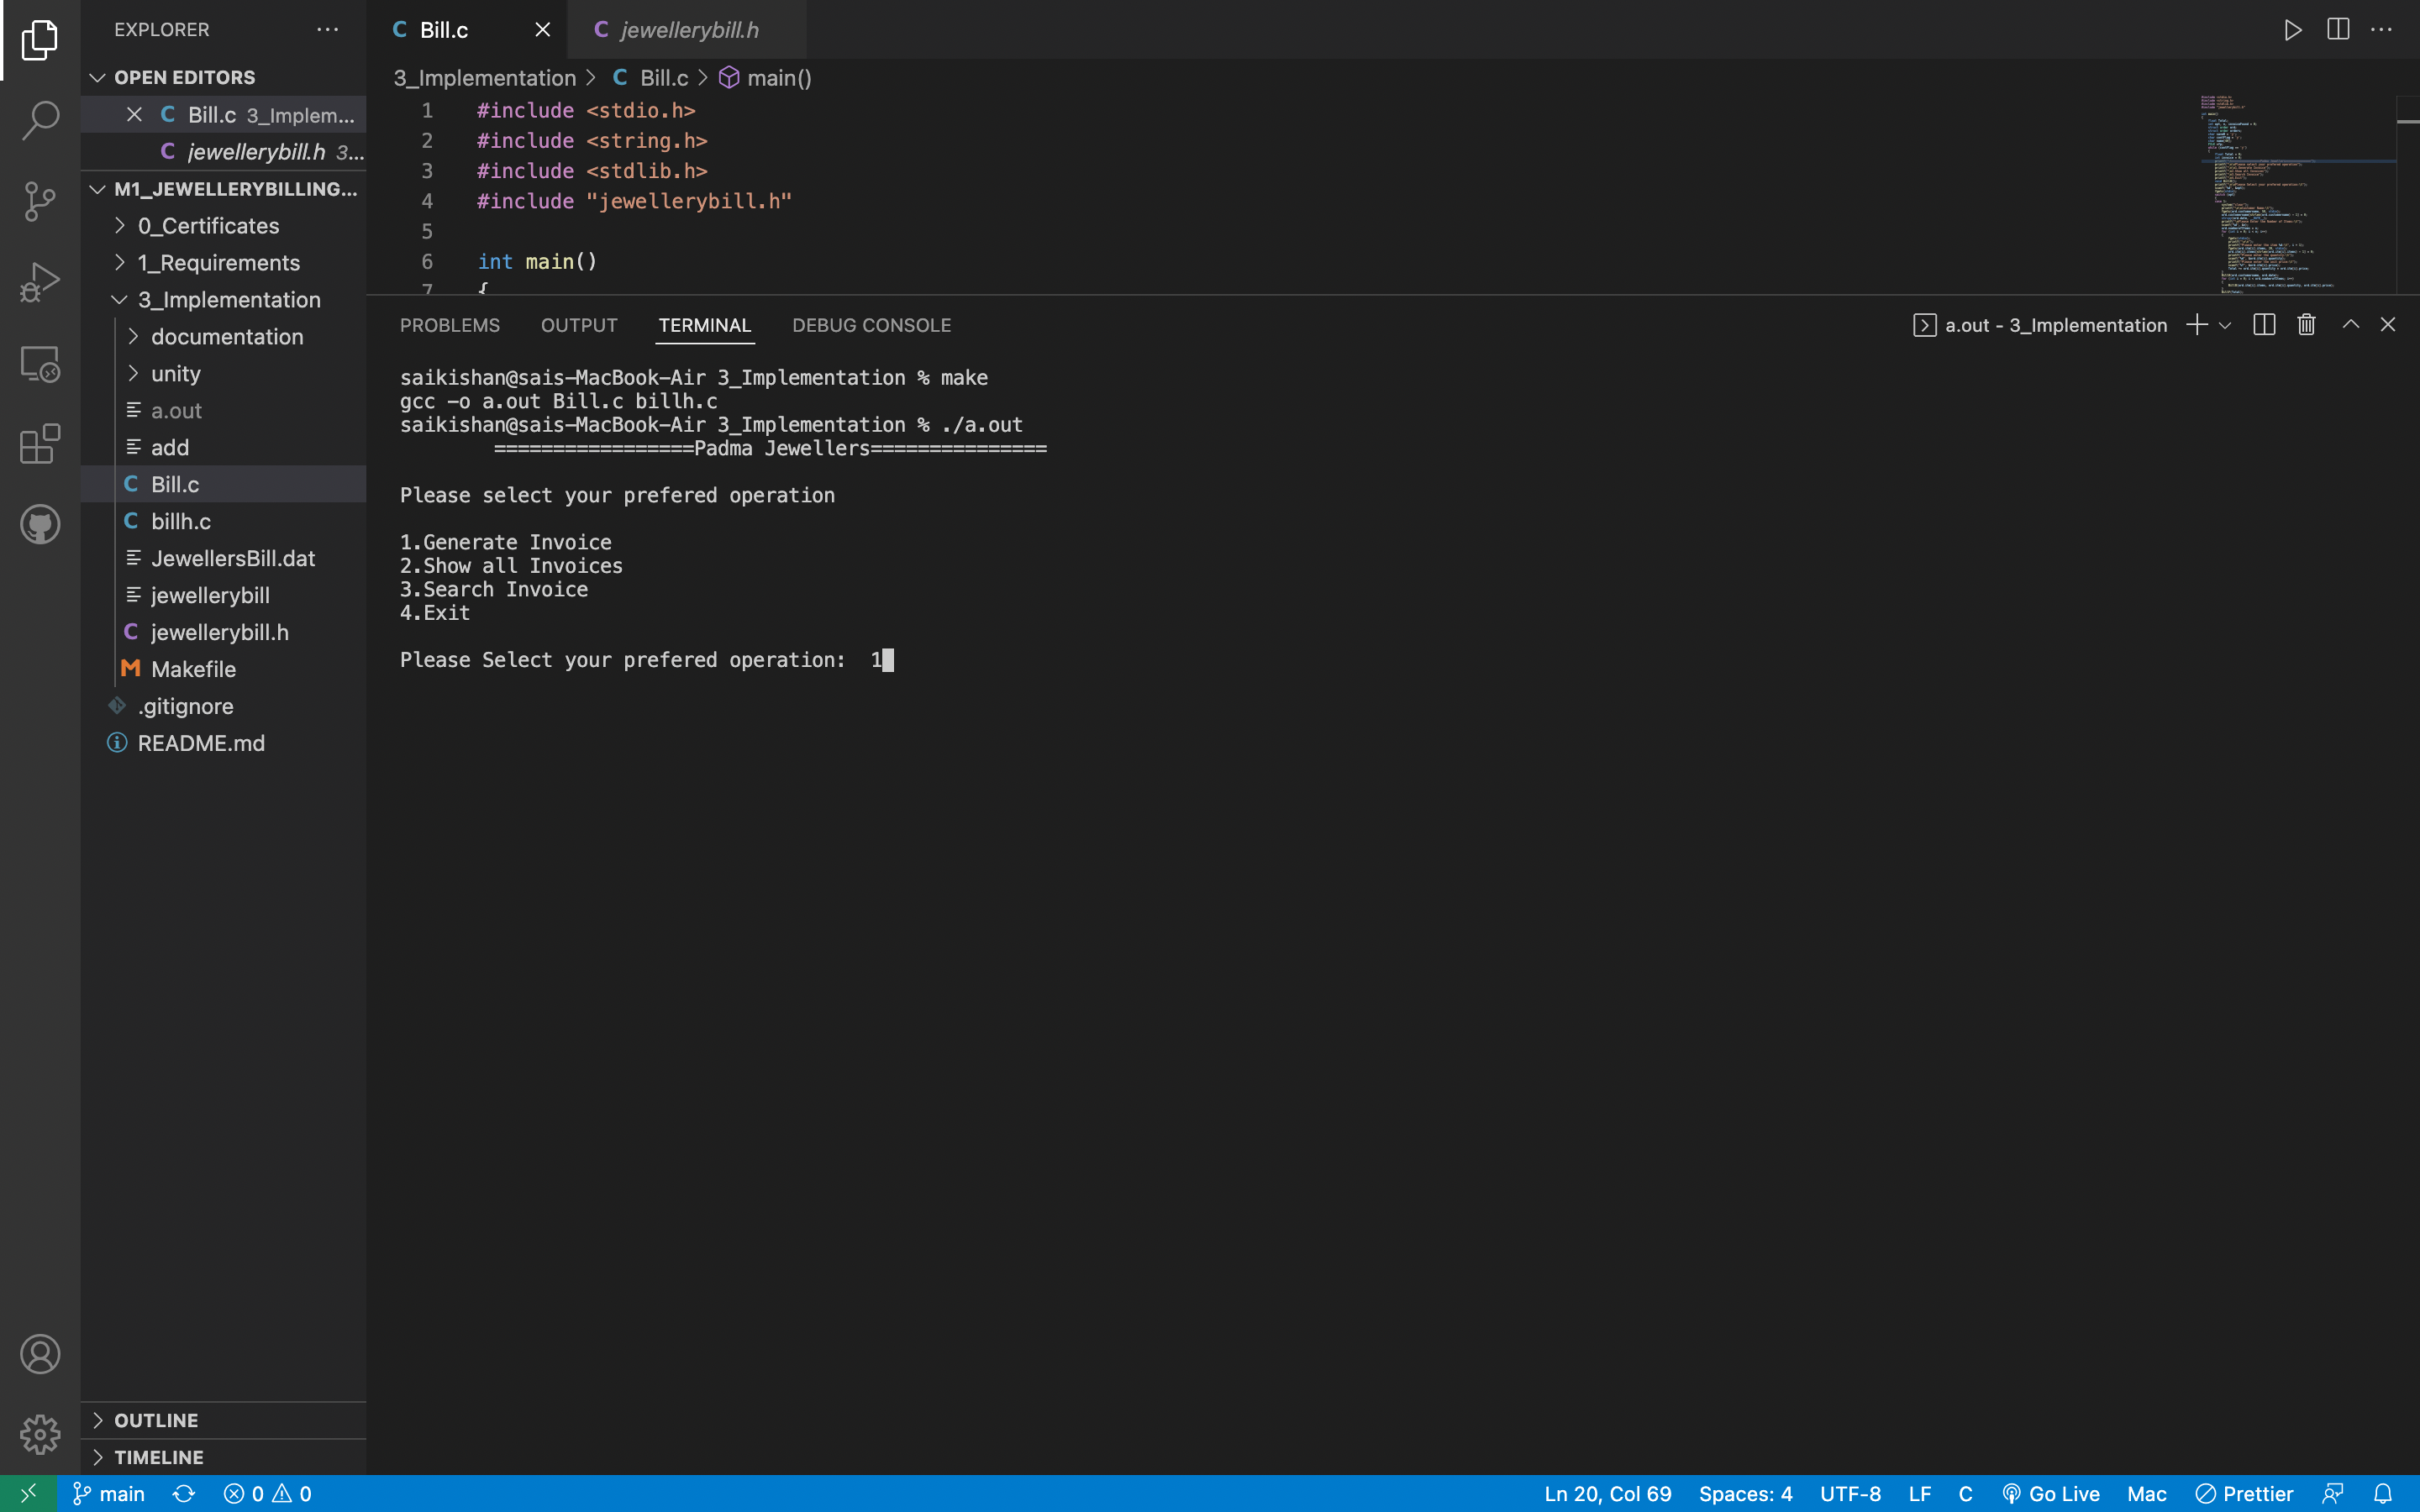 EXPLORER
OPEN EDITORS
Bill.c 3_Implem...
jewellerybill.h 3...
M1_JEWELLERYBILLING...
0_Certificates
1_Requirements
3_Implementation
documentation
unity
a.out
add
Bill.c
billh.c
JewellersBill.dat
jewellerybill
jewellerybill.h
Makefile
.gitignore
README.md
OUTLINE
TIMELINE
Bill.c
jewellerybill.h
3_Implementation > Bill.c > main()
1 #include <stdio.h>
2 #include <string.h>
3 #include <stdlib.h>
4 #include "jewellerybill.h"
5
6 int main()
7 {
PROBLEMS OUTPUT TERMINAL DEBUG CONSOLE
a.out - 3_Implementation
saikishan@sais-MacBook-Air 3_Implementation % make
gcc -o a.out Bill.c billh.c
saikishan@sais-MacBook-Air 3_Implementation % ./a.out
=================Padma Jewellers===============
Please select your prefered operation
1.Generate Invoice
2.Show all Invoices
3.Search Invoice
4.Exit
Please Select your prefered operation:  1
main 0 0
Ln 20, Col 69 Spaces: 4 UTF-8 LF C Go Live Mac Prettier